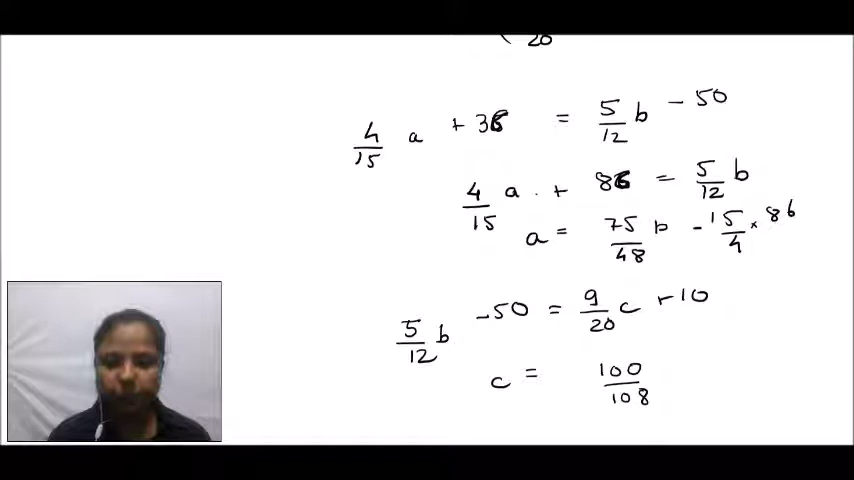 20
4/15 a + 36 = 5/12 b - 50
4/15 a + 86 = 5/12 b
a = 75/48 b - 15/4 × 86
5/12 b - 50 = 9/20 c + 10
c = 100/108